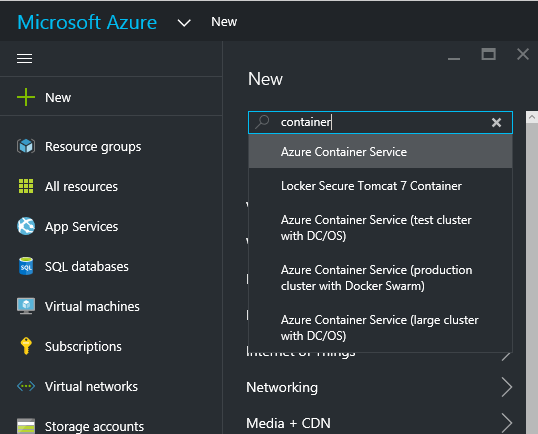 Microsoft Azure New
New
New
container
Resource groups
Azure Container Service
All resources
Locker Secure Tomcat 7 Container
App Services
Azure Container Service (test cluster
with DC/OS)
SQL databases
Azure Container Service (production
cluster with Docker Swarm)
Virtual machines
Subscriptions
Azure Container Service (large cluster
with DC/OS)
Internet of Things
Virtual networks
Networking
Storage accounts
Media + CDN